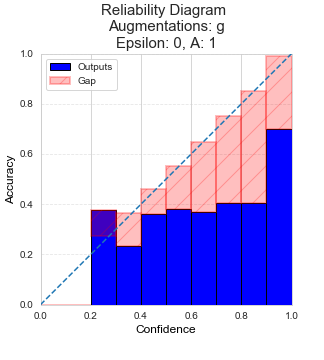 Reliability Diagram
Augmentations: g
Epsilon: 0, A: 1
1.0
Outputs
Gap
0.8
0.6
Accuracy
0.4
0.2
0.0
0.0 0.2 0.4 0.6 0.8 1.0
Confidence